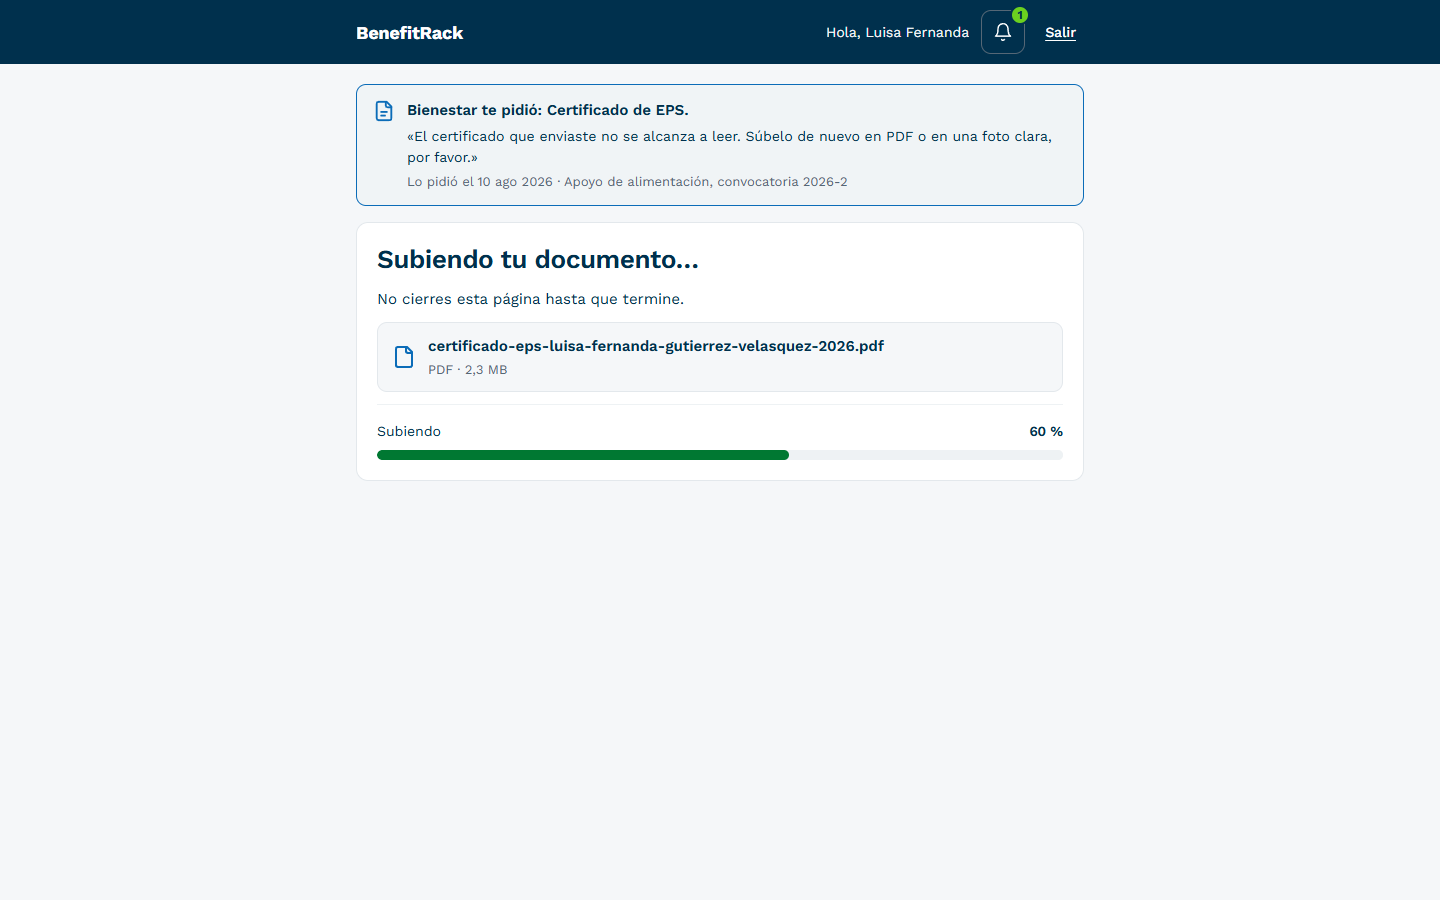 BenefitRack
Hola, Luisa Fernanda
1
Salir
Bienestar te pidió: Certificado de EPS.
«El certificado que enviaste no se alcanza a leer. Súbelo de nuevo en PDF o en una foto clara,
por favor.»
Lo pidió el 10 ago 2026 · Apoyo de alimentación, convocatoria 2026-2
Subiendo tu documento...
No cierres esta página hasta que termine.
certificado-eps-luisa-fernanda-gutierrez-velasquez-2026.pdf
PDF · 2,3 MB
Subiendo
60 %